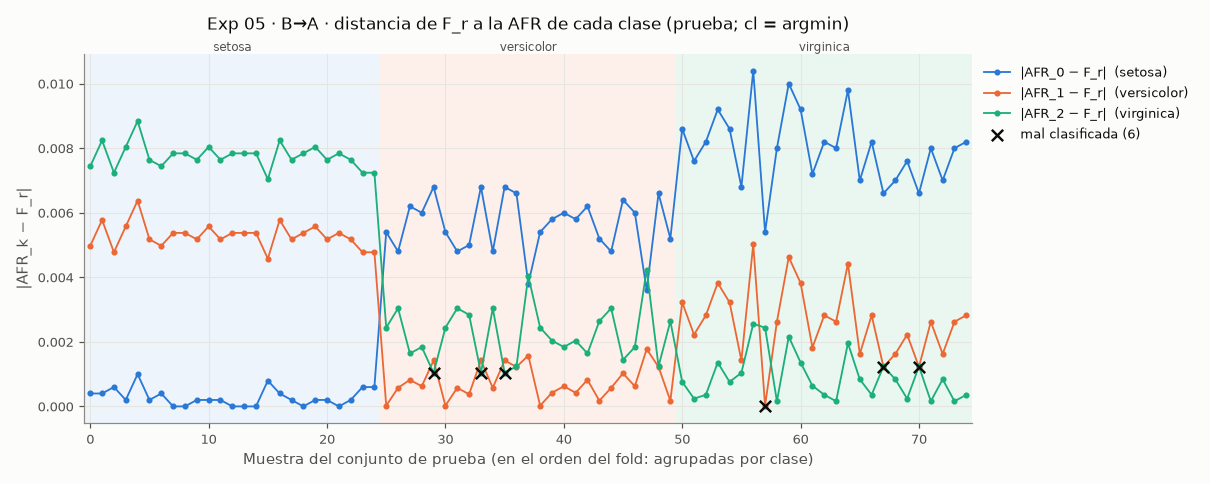 Exp 05 · B→A · distancia de F_r a la AFR de cada clase (prueba; cl = argmin)
setosa
versicolor
virginica
|AFR_0 − F_r| (setosa)
|AFR_1 − F_r| (versicolor)
|AFR_2 − F_r| (virginica)
mal clasificada (6)
|AFR_k − F_r|
0.010
0.008
0.006
0.004
0.002
0.000
0 10 20 30 40 50 60 70
Muestra del conjunto de prueba (en el orden del fold: agrupadas por clase)